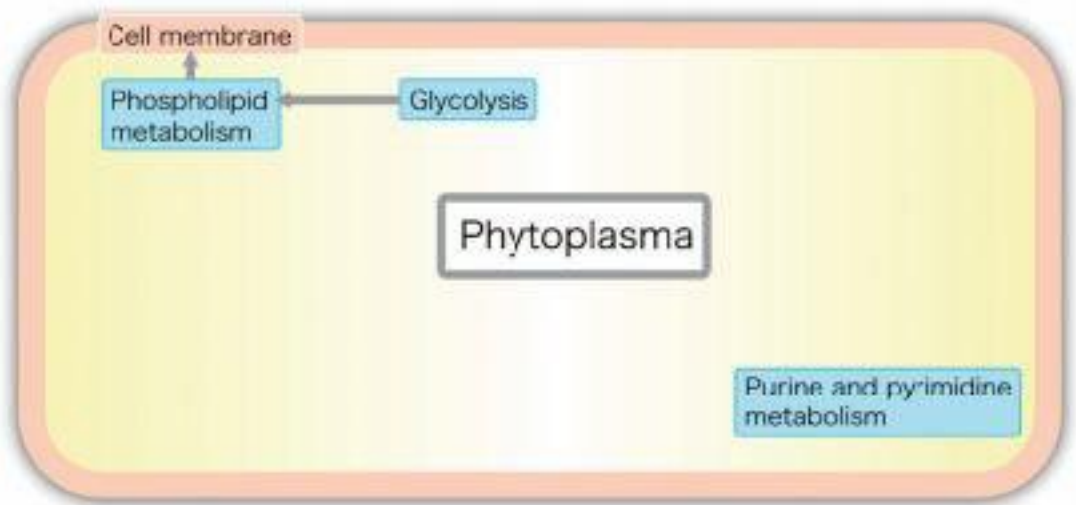 Cell membrane
Phospholipid
metabolism
Glycolysis
Phytoplasma
Purine and pyrimidine
metabolism